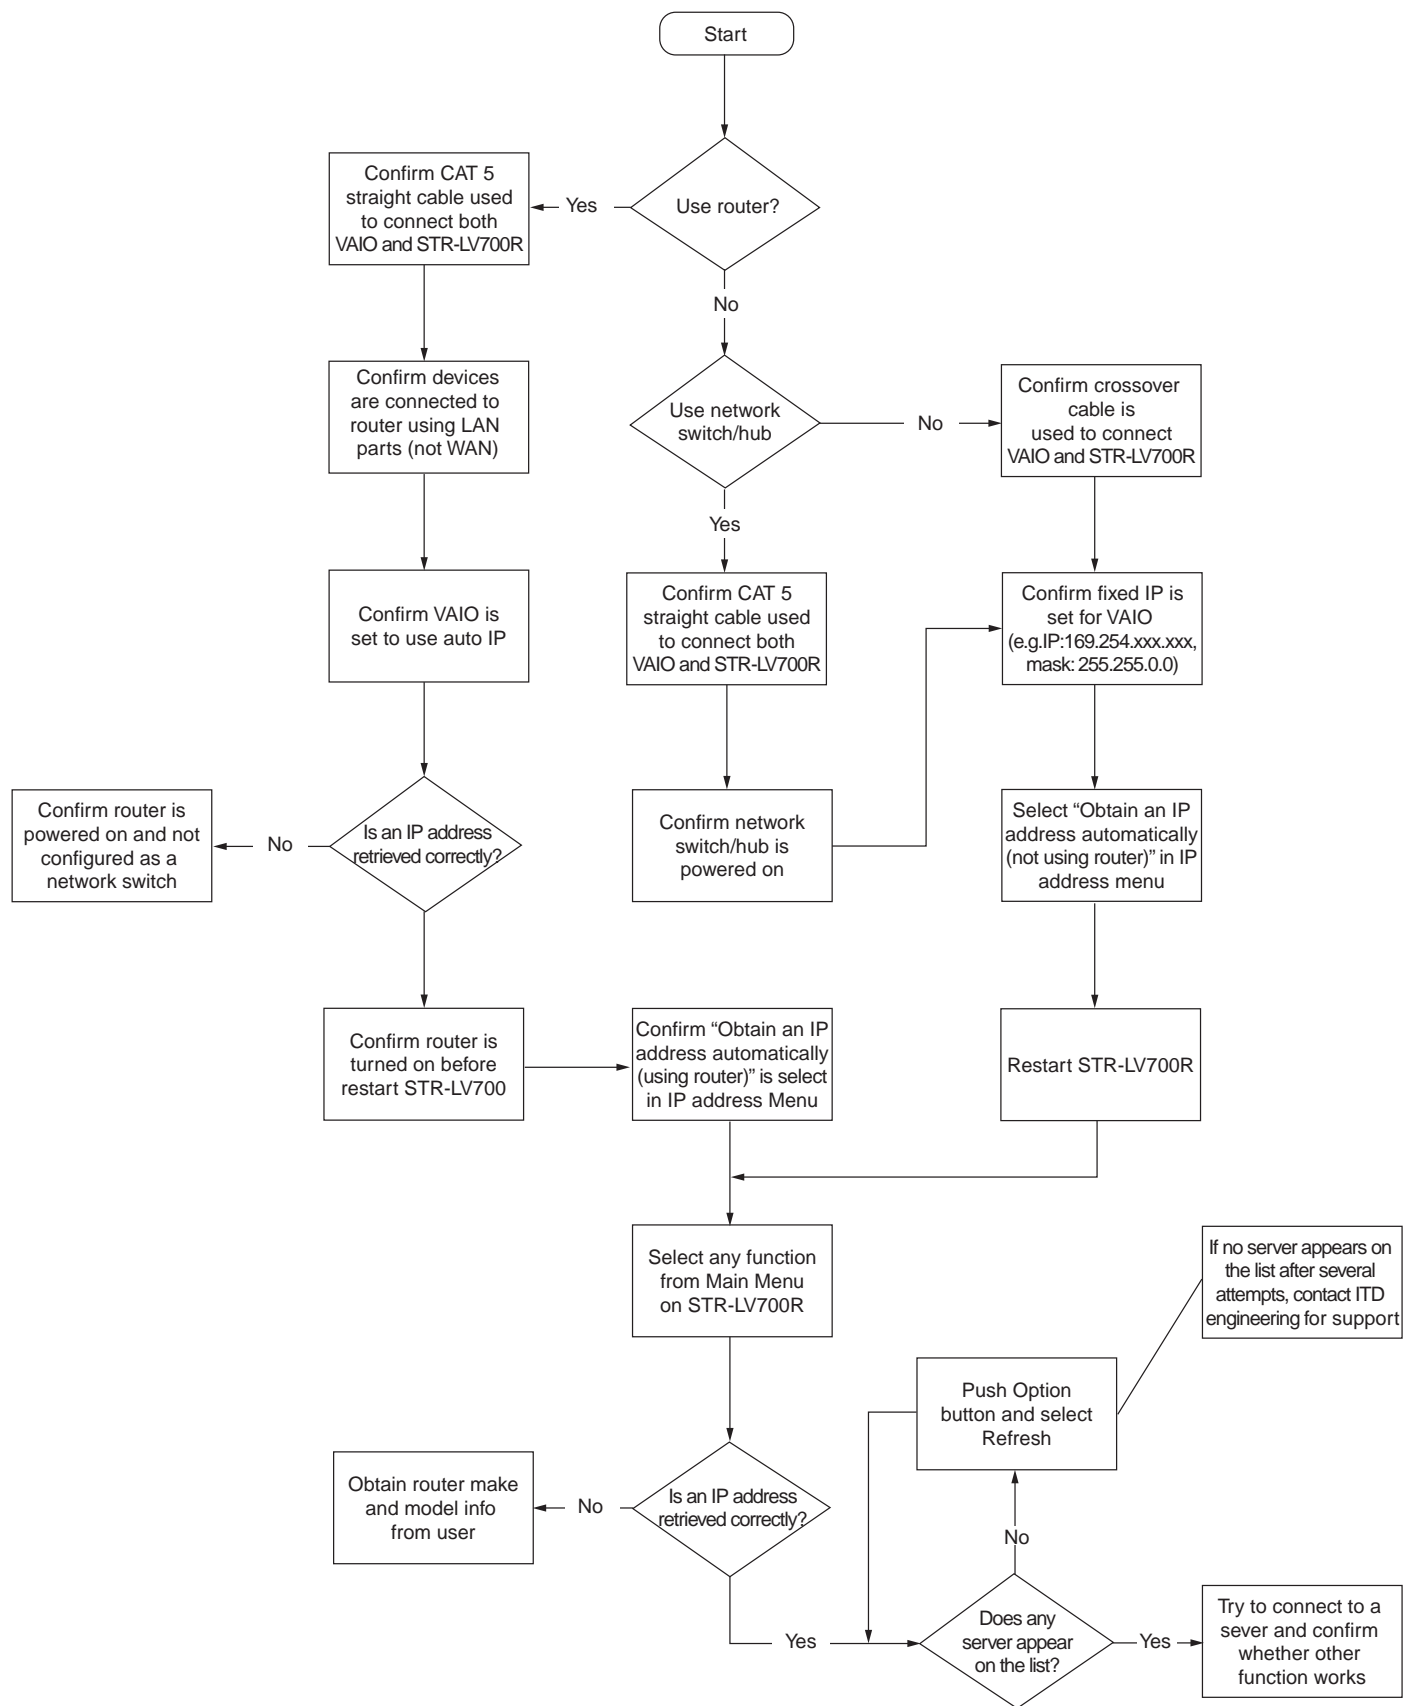 Start
Use router?
Yes
Confirm CAT 5
straight cable used
to connect both
VAIO and STR-LV700R
No
Confirm devices
are connected to
router using LAN
parts (not WAN)
Use network
switch/hub
No
Confirm crossover
cable is
used to connect
VAIO and STR-LV700R
Yes
Confirm VAIO is
set to use auto IP
Confirm CAT 5
straight cable used
to connect both
VAIO and STR-LV700R
Confirm fixed IP is
set for VAIO
(e.g.IP:169.254.xxx.xxx,
mask: 255.255.0.0)
Confirm router is
powered on and not
configured as a
network switch
No
Is an IP address
retrieved correctly?
Confirm network
switch/hub is
powered on
Select “Obtain an IP
address automatically
(not using router)” in IP
address menu
Confirm router is
turned on before
restart STR-LV700
Confirm “Obtain an IP
address automatically
(using router)” is select
in IP address Menu
Restart STR-LV700R
Select any function
from Main Menu
on STR-LV700R
If no server appears on
the list after several
attempts, contact ITD
engineering for support
Push Option
button and select
Refresh
Obtain router make
and model info
from user
No
Is an IP address
retrieved correctly?
No
Yes
Does any
server appear
on the list?
Yes
Try to connect to a
sever and confirm
whether other
function works